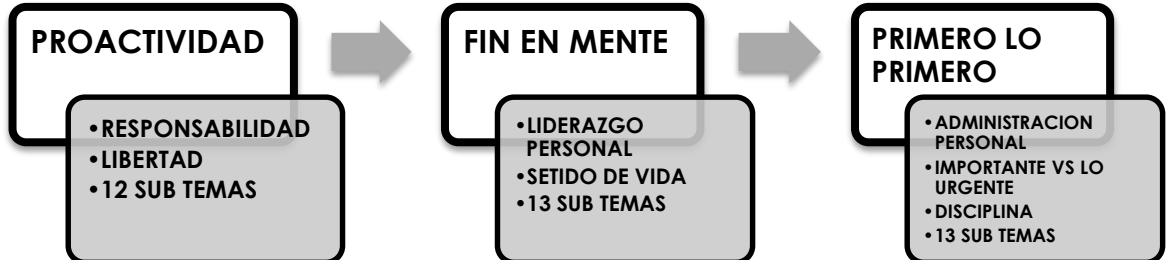 PROACTIVIDAD
•RESPONSABILIDAD
•LIBERTAD
•12 SUB TEMAS
FIN EN MENTE
•LIDERAZGO
PERSONAL
•SETIDO DE VIDA
•13 SUB TEMAS
PRIMERO LO
PRIMERO
•ADMINISTRACION
PERSONAL
•IMPORTANTE VS LO
URGENTE
•DISCIPLINA
•13 SUB TEMAS